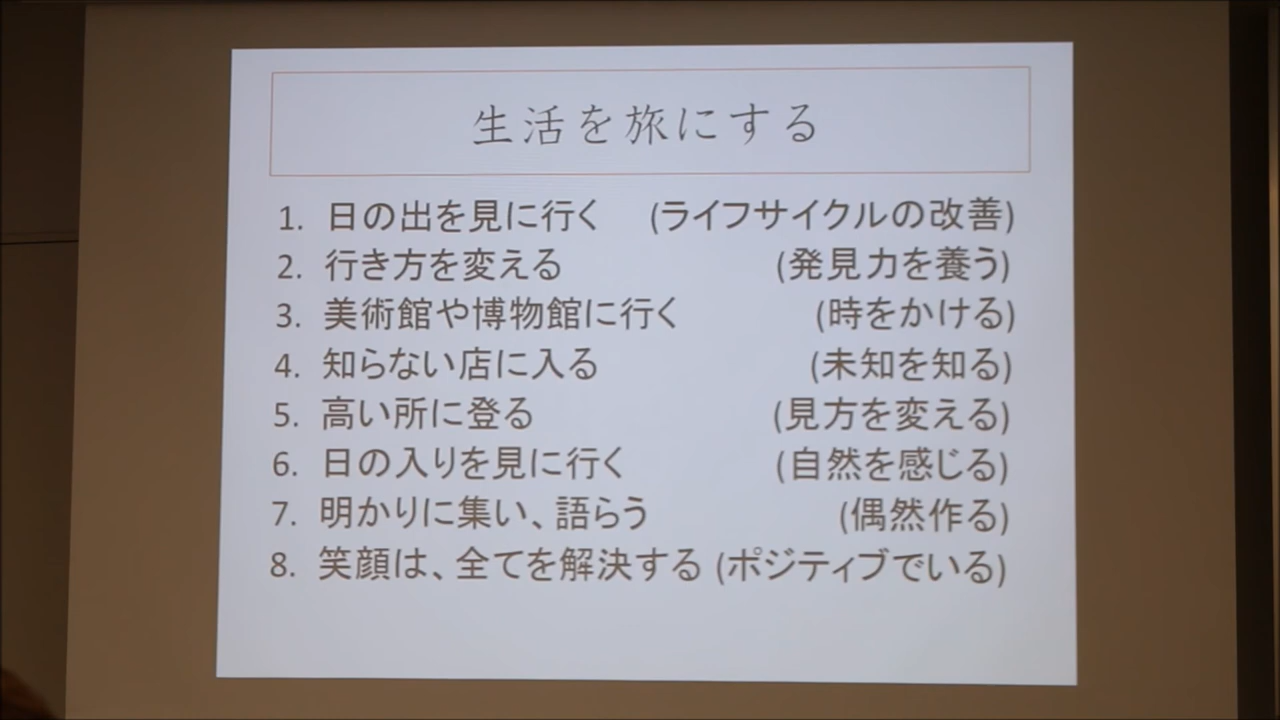 生活を旅にする
1. 日の出を見に行く (ライフサイクルの改善)
2. 行き方を変える (発見力を養う)
3. 美術館や博物館に行く (時をかける)
4. 知らない店に入る (未知を知る)
5. 高い所に登る (見方を変える)
6. 日の入りを見に行く (自然を感じる)
7. 明かりに集い、語らう (偶然作る)
8. 笑顔は、全てを解決する (ポジティブでいる)